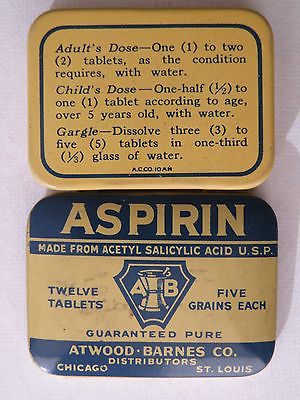 Adult's Dose—One (1) to two
(2) tablets, as the condition
requires, with water.
Child's Dose—One-half (½) to
one (1) tablet according to age,
over 5 years old, with water.
Gargle—Dissolve three (3) to
five (5) tablets in one-third
(⅓) glass of water.
A.C.CO. 10 AM
ASPIRIN
MADE FROM ACETYL SALICYLIC ACID U.S.P.
A B
TWELVE TABLETS
FIVE GRAINS EACH
GUARANTEED PURE
ATWOOD·BARNES CO.
DISTRIBUTORS
CHICAGO ST. LOUIS